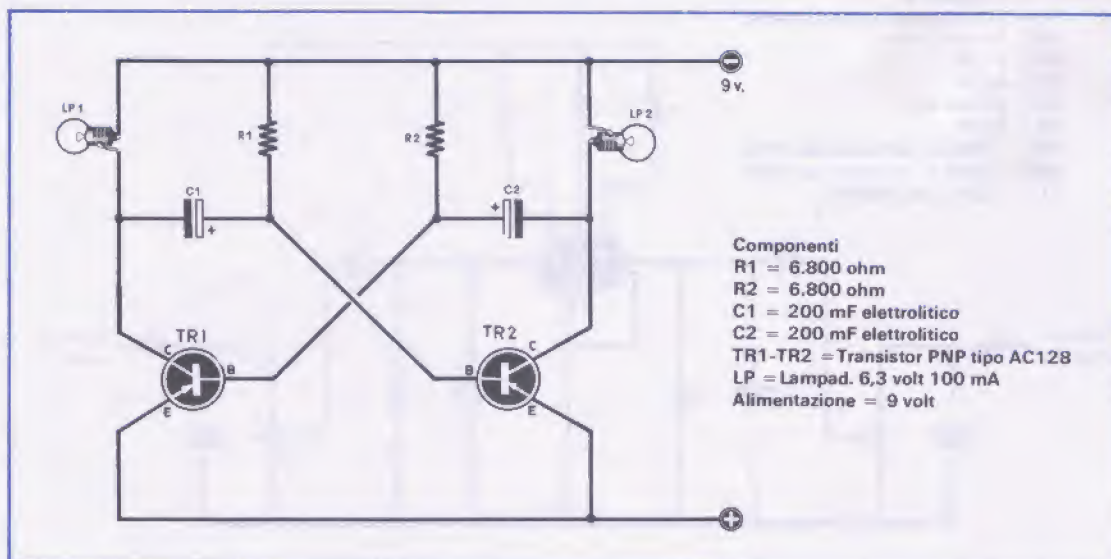 −
9 v.
LP 1
R1
R2
LP 2
C1
+
C2
+
TR1
C
B
E
TR2
C
B
E
+
Componenti
R1 = 6.800 ohm
R2 = 6.800 ohm
C1 = 200 mF elettrolitico
C2 = 200 mF elettrolitico
TR1-TR2 = Transistor PNP tipo AC128
LP = Lampad. 6,3 volt 100 mA
Alimentazione = 9 volt